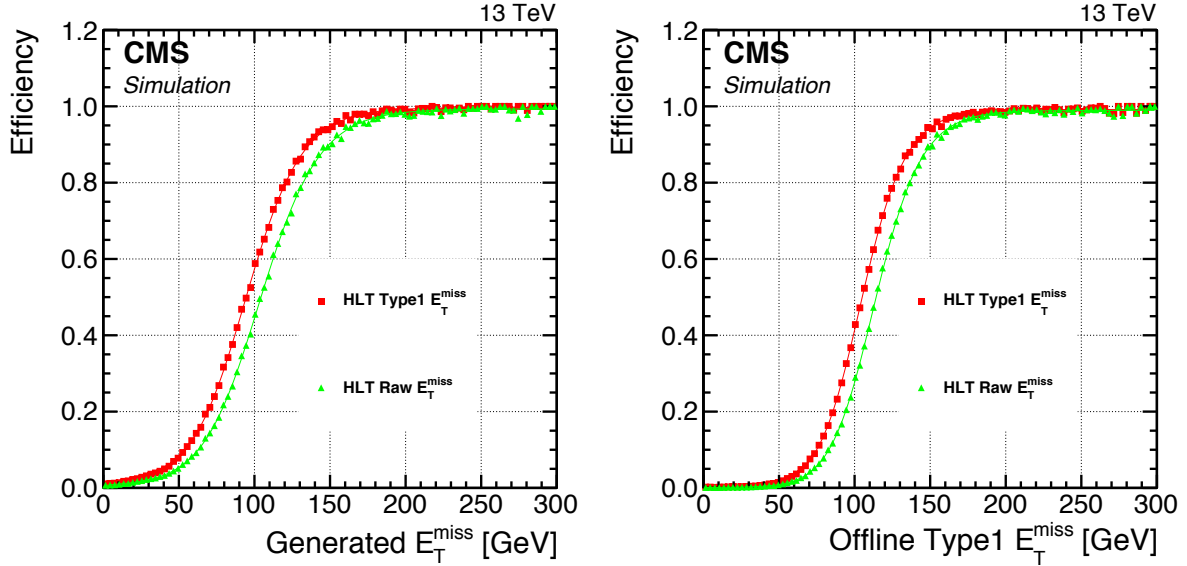 13 TeV
CMS
Simulation
Efficiency
1.2
1.0
0.8
0.6
0.4
0.2
0.0
HLT Type1 E_T^miss
HLT Raw E_T^miss
0 50 100 150 200 250 300
Generated E_T^miss [GeV]
13 TeV
CMS
Simulation
Efficiency
1.2
1.0
0.8
0.6
0.4
0.2
0.0
HLT Type1 E_T^miss
HLT Raw E_T^miss
0 50 100 150 200 250 300
Offline Type1 E_T^miss [GeV]